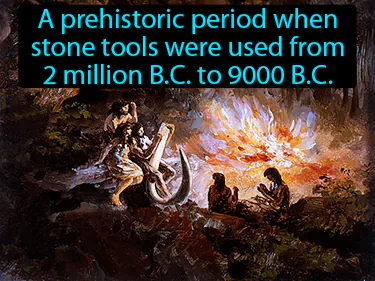 A prehistoric period when
stone tools were used from
2 million B.C. to 9000 B.C.